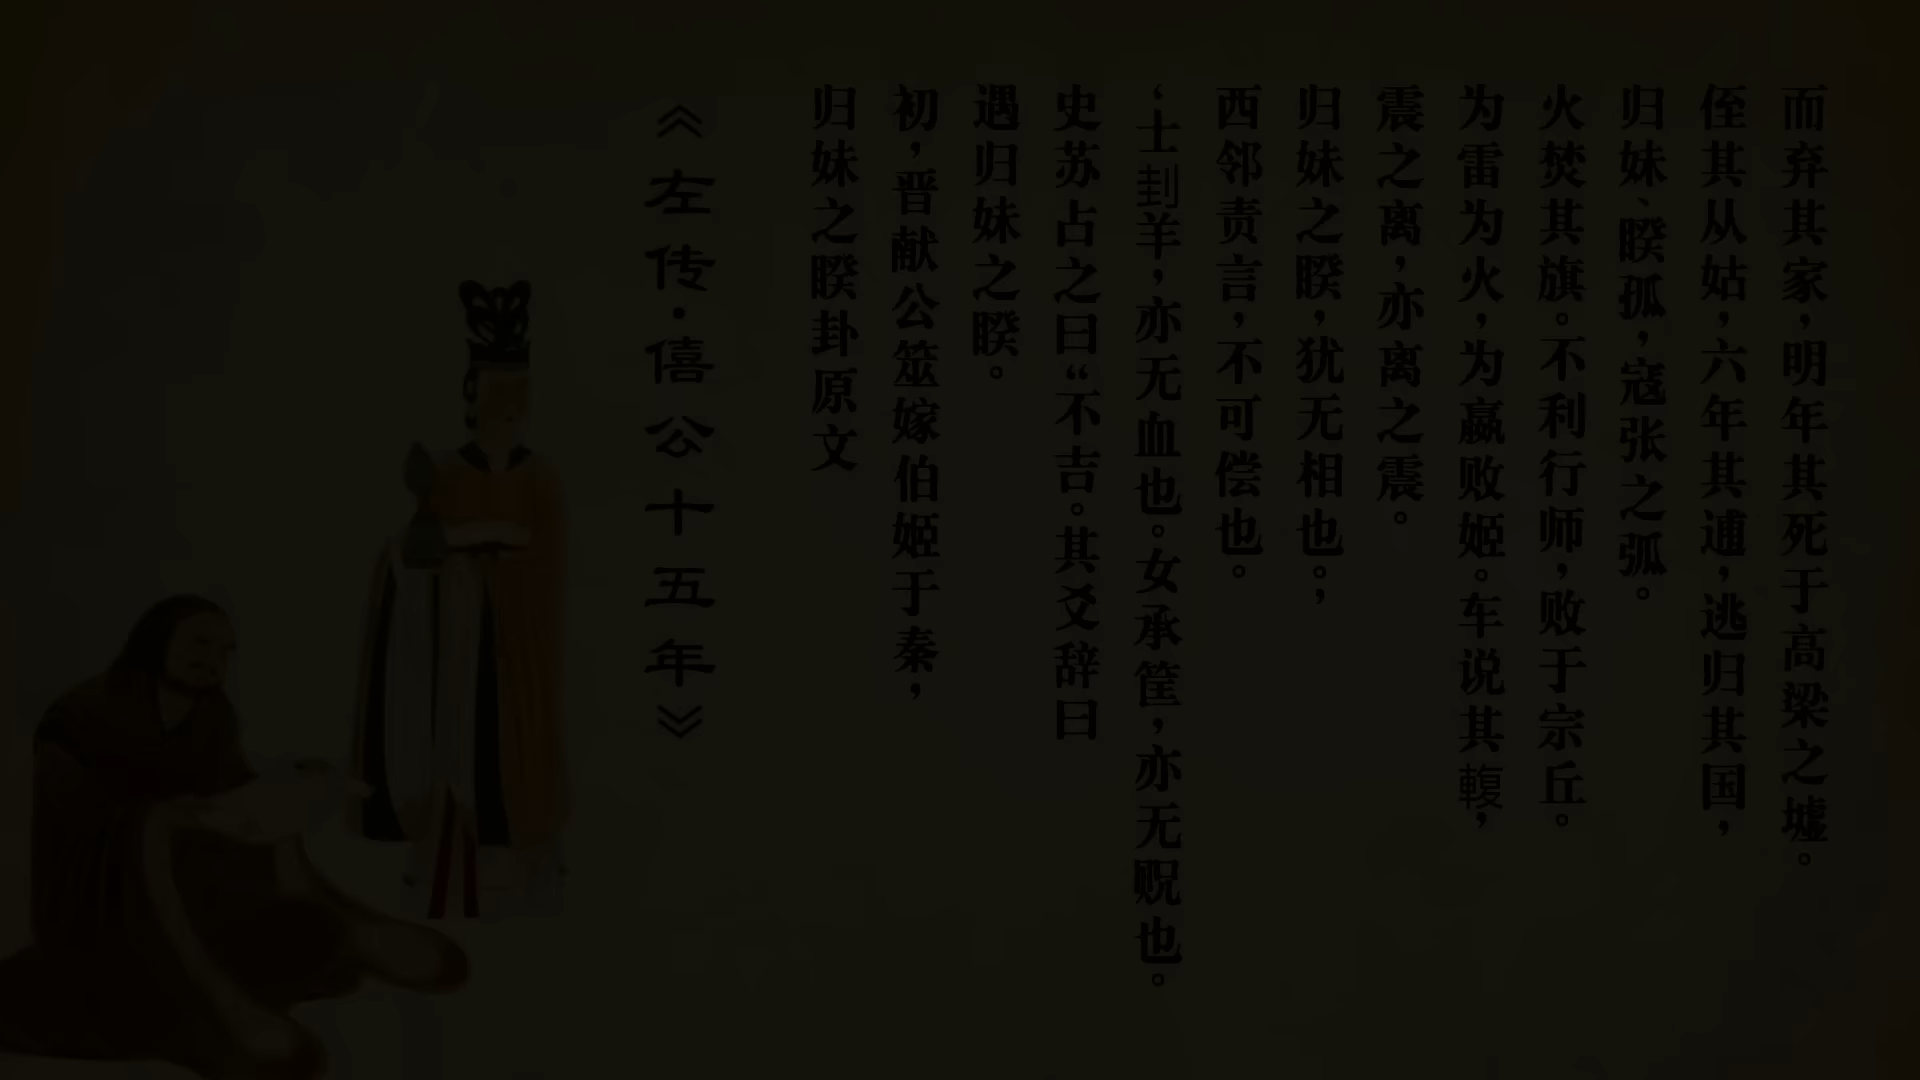 《左传·僖公十五年》
归妹之睽卦原文
初，晋献公筮嫁伯姬于秦，
遇归妹之睽。
史苏占之曰“不吉。其爻辞曰
‘士刲羊，亦无血也。女承筐，亦无贶也。
西邻责言，不可偿也。
归妹之睽，犹无相也。；
震之离，亦离之震。
为雷为火，为嬴败姬。车说其輹，
火焚其旗。不利行师，败于宗丘。
归妹、睽孤，寇张之弧。
侄其从姑，六年其逋，逃归其国，
而弃其家，明年其死于高梁之墟。